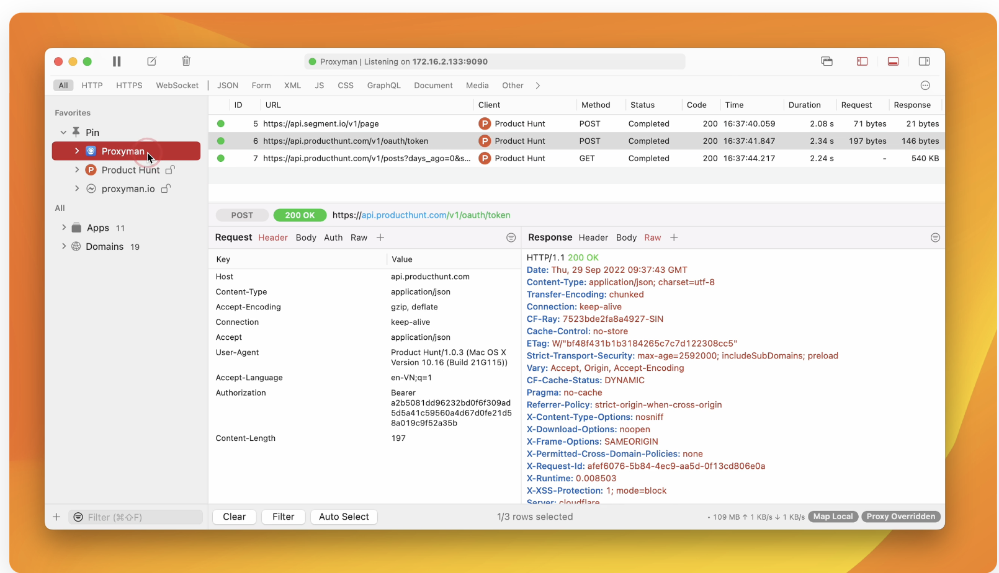 Proxyman | Listening on 172.16.2.133:9090
All HTTP HTTPS WebSocket JSON Form XML JS CSS GraphQL Document Media Other
Favorites
Pin
Proxyman
Product Hunt
proxyman.io
All
Apps 11
Domains 19
ID URL Client Method Status Code Time Duration Request Response
5 https://api.segment.io/v1/page P Product Hunt POST Completed 200 16:37:40.059 2.08 s 71 bytes 21 bytes
6 https://api.producthunt.com/v1/oauth/token P Product Hunt POST Completed 200 16:37:41.847 2.34 s 197 bytes 146 bytes
7 https://api.producthunt.com/v1/posts?days_ago=0&s... P Product Hunt GET Completed 200 16:37:44.217 2.24 s - 540 KB
POST 200 OK https://api.producthunt.com/v1/oauth/token
Request Header Body Auth Raw +
Key Value
Host api.producthunt.com
Content-Type application/json
Accept-Encoding gzip, deflate
Connection keep-alive
Accept application/json
User-Agent Product Hunt/1.0.3 (Mac OS X
Version 10.16 (Build 21G115))
Accept-Language en-VN;q=1
Authorization Bearer
a2b5081dd96232bd0f6f309ad
5d5a41c59560a4d67d0fe21d5
8a019c9f52a35b
Content-Length 197
Response Header Body Raw +
HTTP/1.1 200 OK
Date: Thu, 29 Sep 2022 09:37:43 GMT
Content-Type: application/json; charset=utf-8
Transfer-Encoding: chunked
Connection: keep-alive
CF-Ray: 7523bde2fa8a4927-SIN
Cache-Control: no-store
ETag: W/"bf48f431b1b3184265c7c7d122308cc5"
Strict-Transport-Security: max-age=2592000; includeSubDomains; preload
Vary: Accept, Origin, Accept-Encoding
CF-Cache-Status: DYNAMIC
Pragma: no-cache
Referrer-Policy: strict-origin-when-cross-origin
X-Content-Type-Options: nosniff
X-Download-Options: noopen
X-Frame-Options: SAMEORIGIN
X-Permitted-Cross-Domain-Policies: none
X-Request-Id: afef6076-5b84-4ec9-aa5d-0f13cd806e0a
X-Runtime: 0.008503
X-XSS-Protection: 1; mode=block
Server: cloudflare
+ Filter (⌘⇧F)
Clear Filter Auto Select 1/3 rows selected • 109 MB ↑ 1 KB/s ↓ 1 KB/s Map Local Proxy Overridden